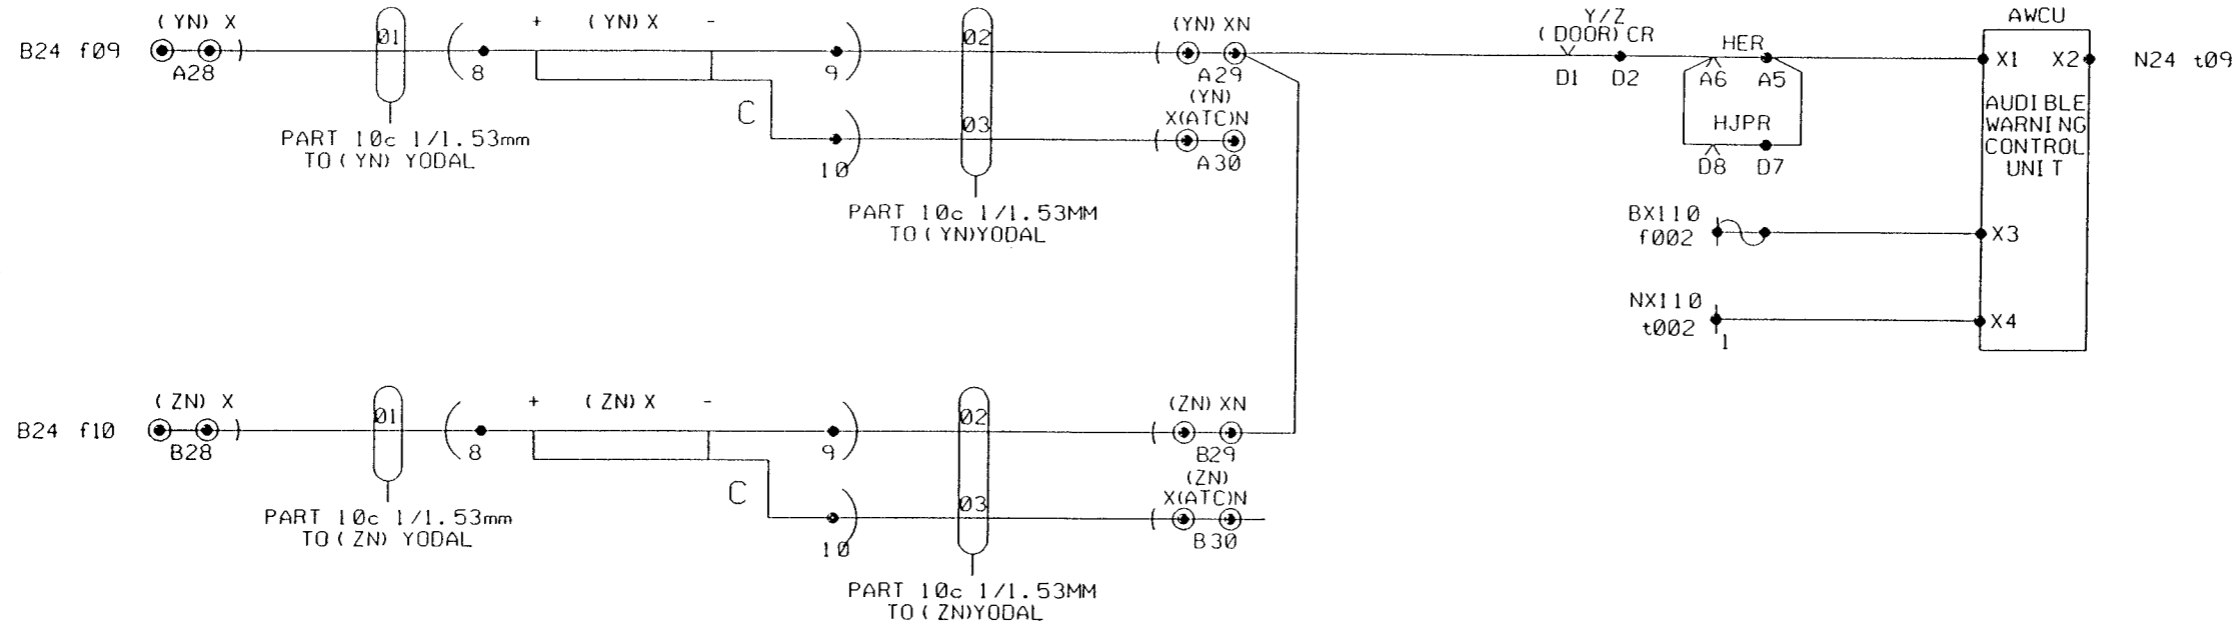 B24 f09
(YN) X
A28
01
PART 10c 1/1.53mm
TO (YN) YODAL
8
+ (YN) X -
C
9
10
02
03
PART 10c 1/1.53MM
TO (YN)YODAL
(YN) XN
A29
(YN)
X(ATC)N
A30
Y/Z
(DOOR) CR
D1 D2
HER
A6 A5
HJPR
D8 D7
AWCU
X1 X2
N24 t09
AUDIBLE
WARNING
CONTROL
UNIT
BX110
f002
X3
NX110
t002
1
X4
B24 f10
(ZN) X
B28
01
PART 10c 1/1.53mm
TO (ZN) YODAL
8
+ (ZN) X -
C
9
10
02
03
PART 10c 1/1.53MM
TO (ZN)YODAL
(ZN) XN
B29
(ZN)
X(ATC)N
B30